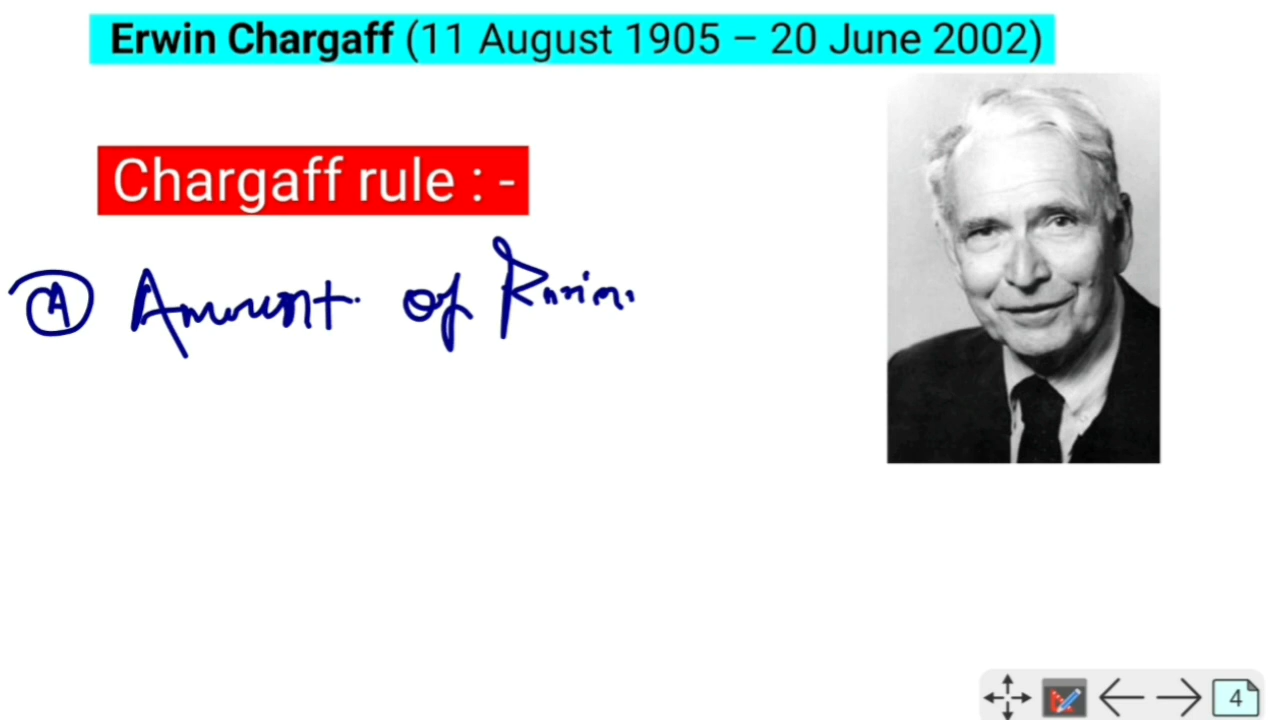 Erwin Chargaff (11 August 1905 – 20 June 2002)
Chargaff rule : -
Ⓐ Amount of
4